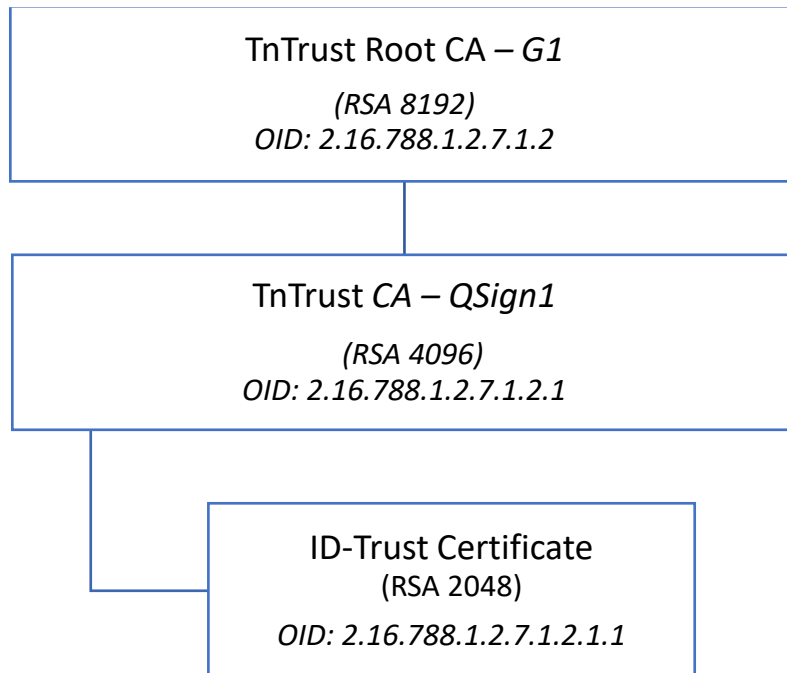 TnTrust Root CA – G1
(RSA 8192)
OID: 2.16.788.1.2.7.1.2
TnTrust CA – QSign1
(RSA 4096)
OID: 2.16.788.1.2.7.1.2.1
ID-Trust Certificate
(RSA 2048)
OID: 2.16.788.1.2.7.1.2.1.1